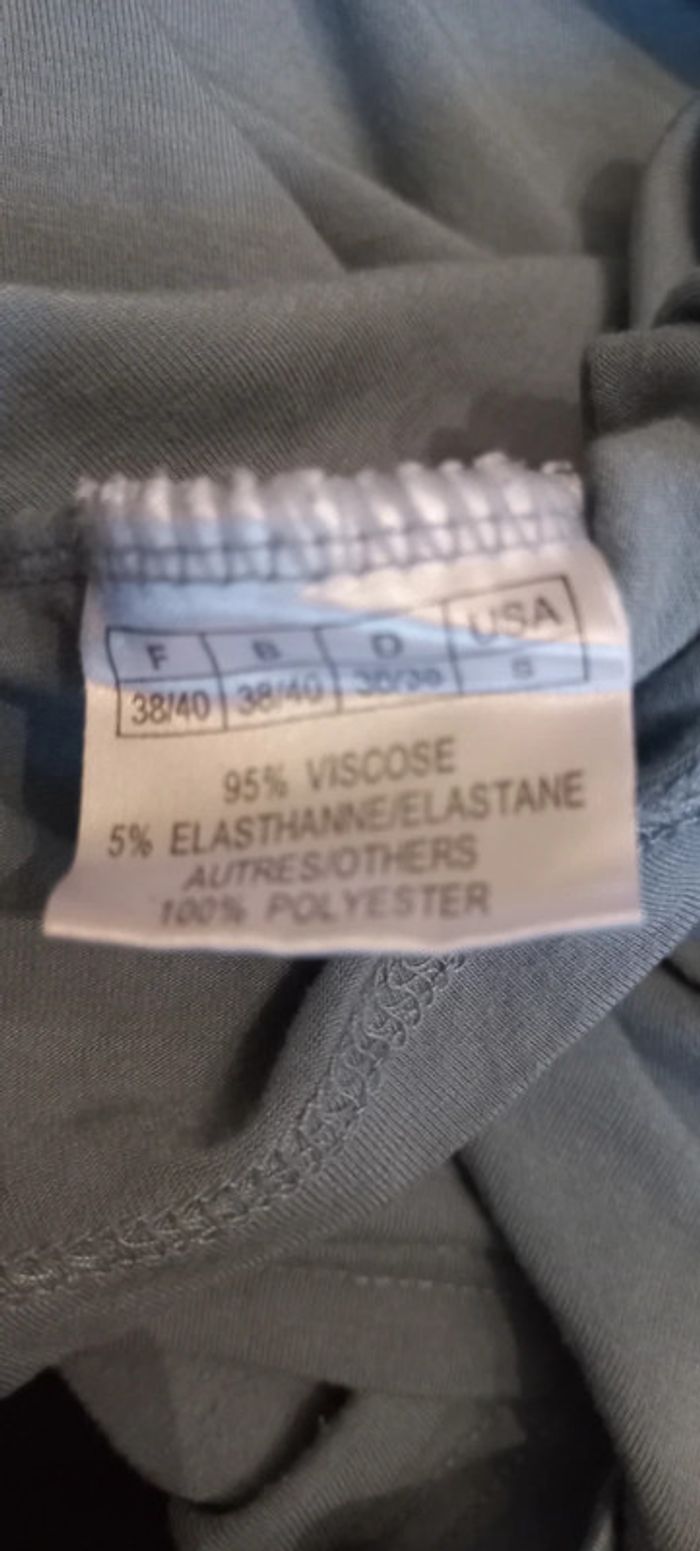 F B D USA
38/40 38/40 S
95% VISCOSE
5% ELASTHANNE/ELASTANE
AUTRES/OTHERS
100% POLYESTER